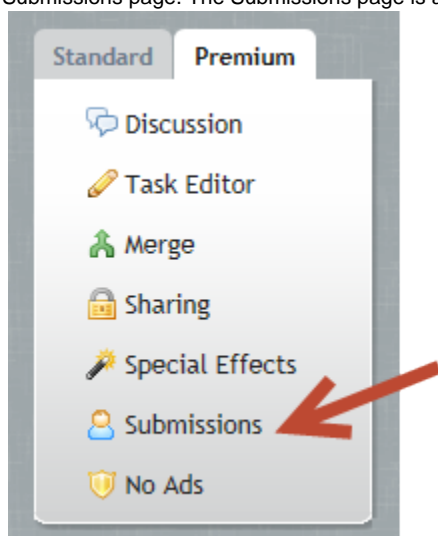 Submissions page. The Submissions page is a
Standard Premium
Discussion
Task Editor
Merge
Sharing
Special Effects
Submissions
No Ads